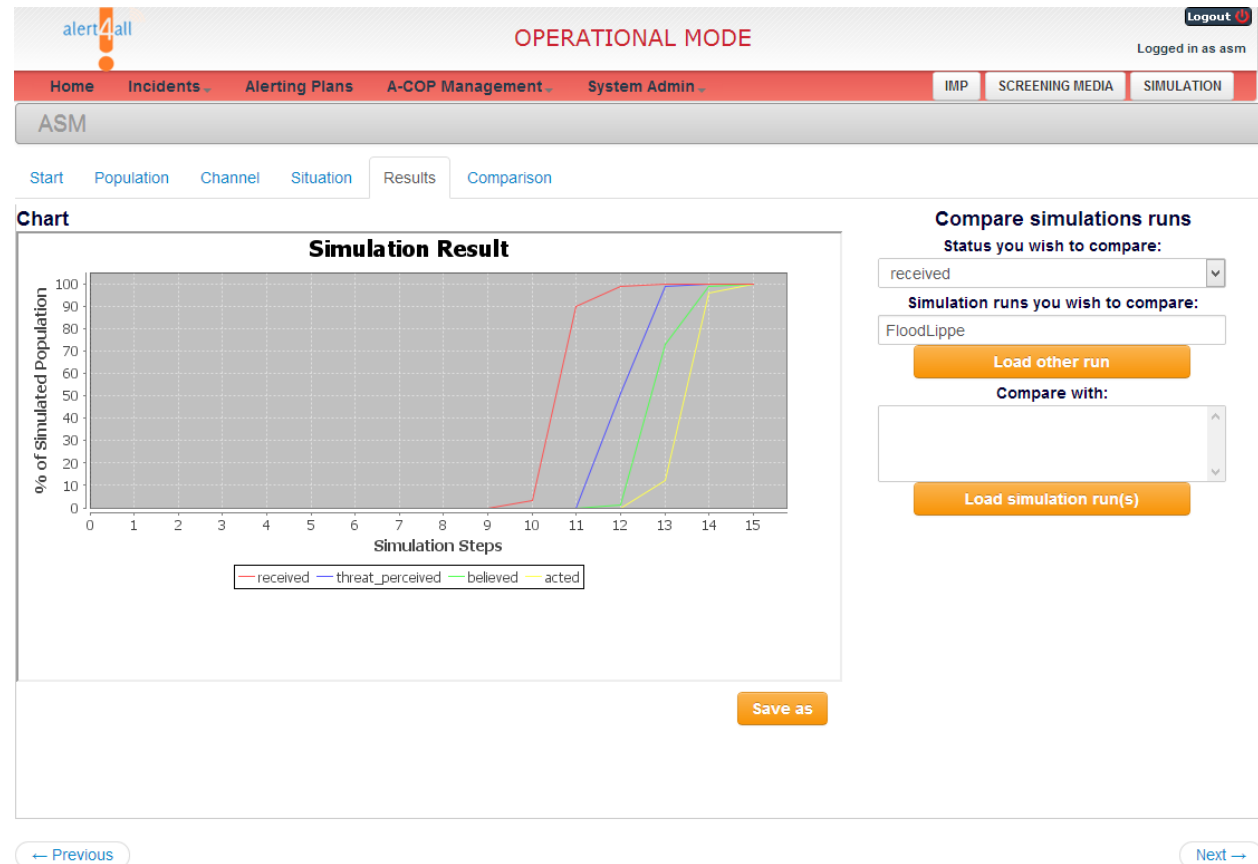 alert4all
OPERATIONAL MODE
Logout
Logged in as asm
Home Incidents Alerting Plans A-COP Management System Admin IMP SCREENING MEDIA SIMULATION
ASM
Start Population Channel Situation Results Comparison
Chart
Simulation Result
% of Simulated Population
100
90
80
70
60
50
40
30
20
10
0
0 1 2 3 4 5 6 7 8 9 10 11 12 13 14 15
Simulation Steps
received threat_perceived believed acted
Save as
Compare simulations runs
Status you wish to compare:
received
Simulation runs you wish to compare:
FloodLippe
Load other run
Compare with:
Load simulation run(s)
← Previous
Next →